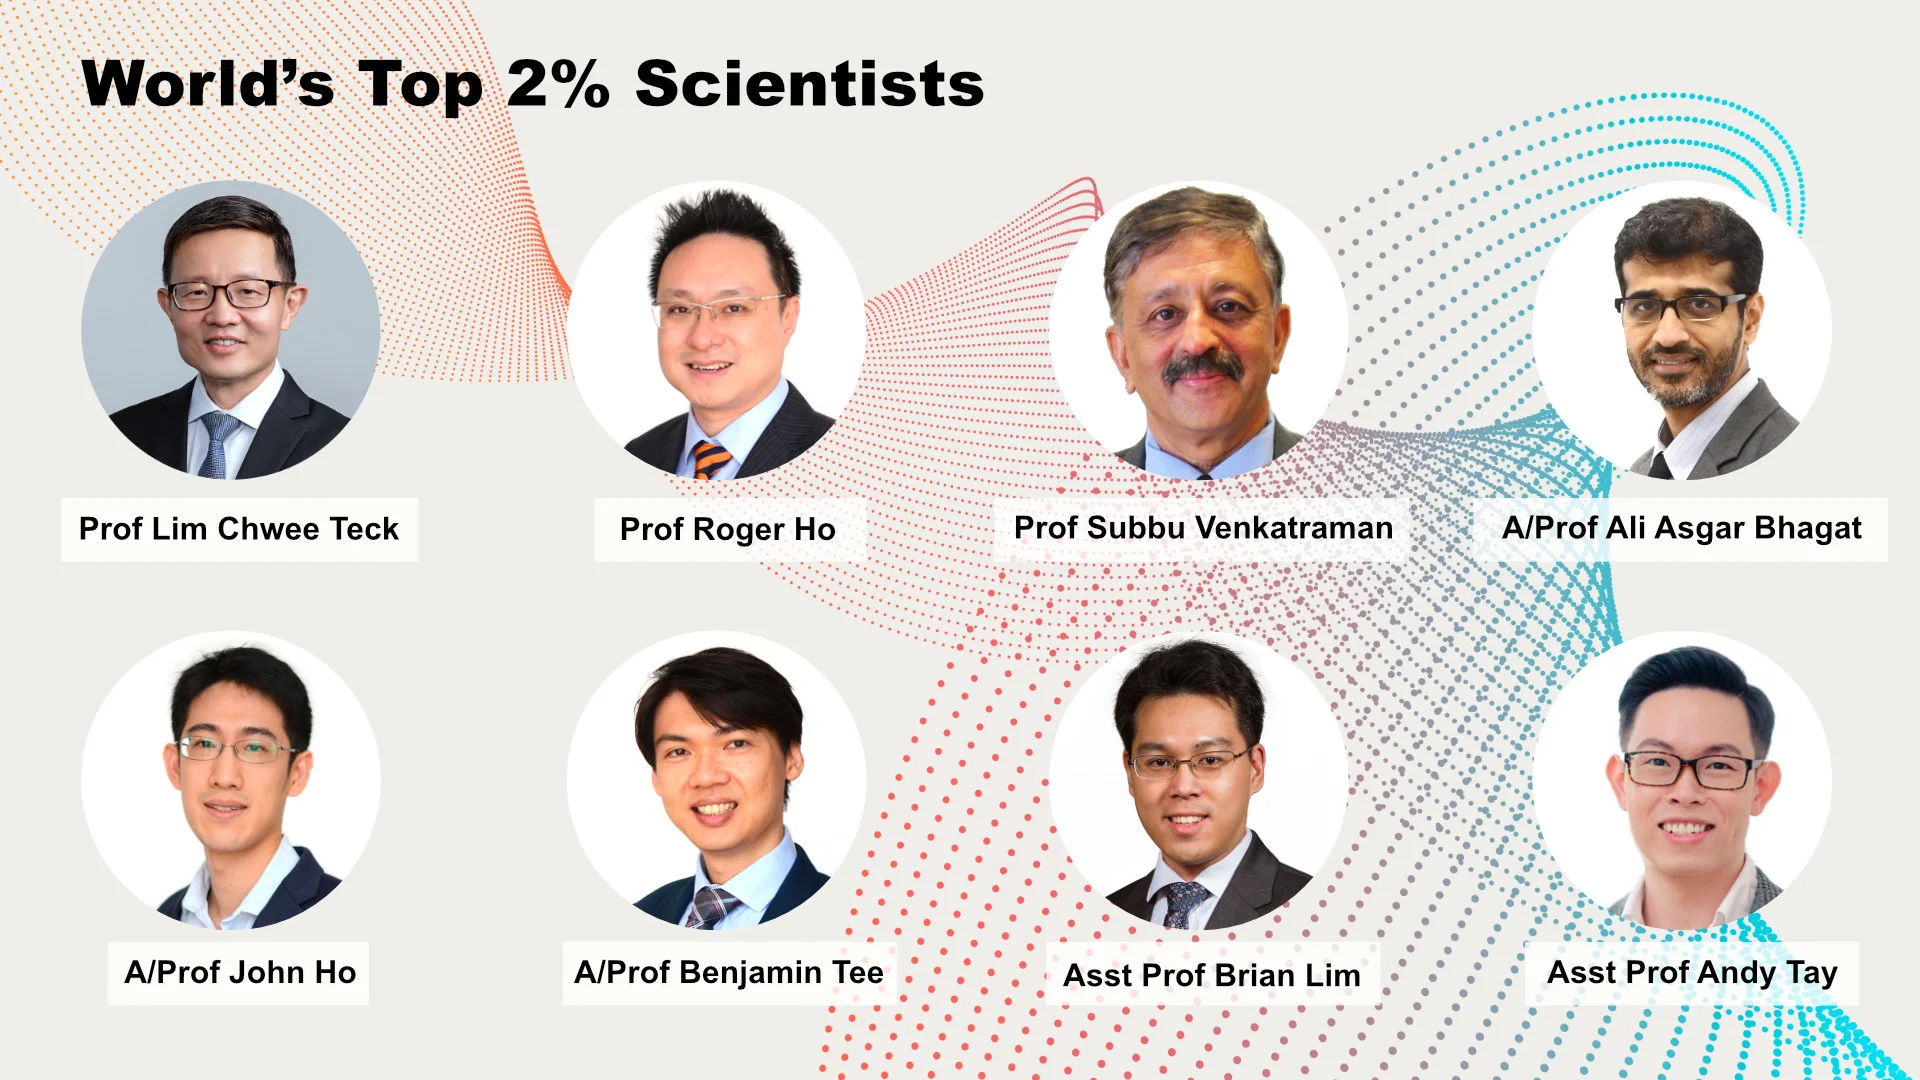 World’s Top 2% Scientists
Prof Lim Chwee Teck
Prof Roger Ho
Prof Subbu Venkatraman
A/Prof Ali Asgar Bhagat
A/Prof John Ho
A/Prof Benjamin Tee
Asst Prof Brian Lim
Asst Prof Andy Tay